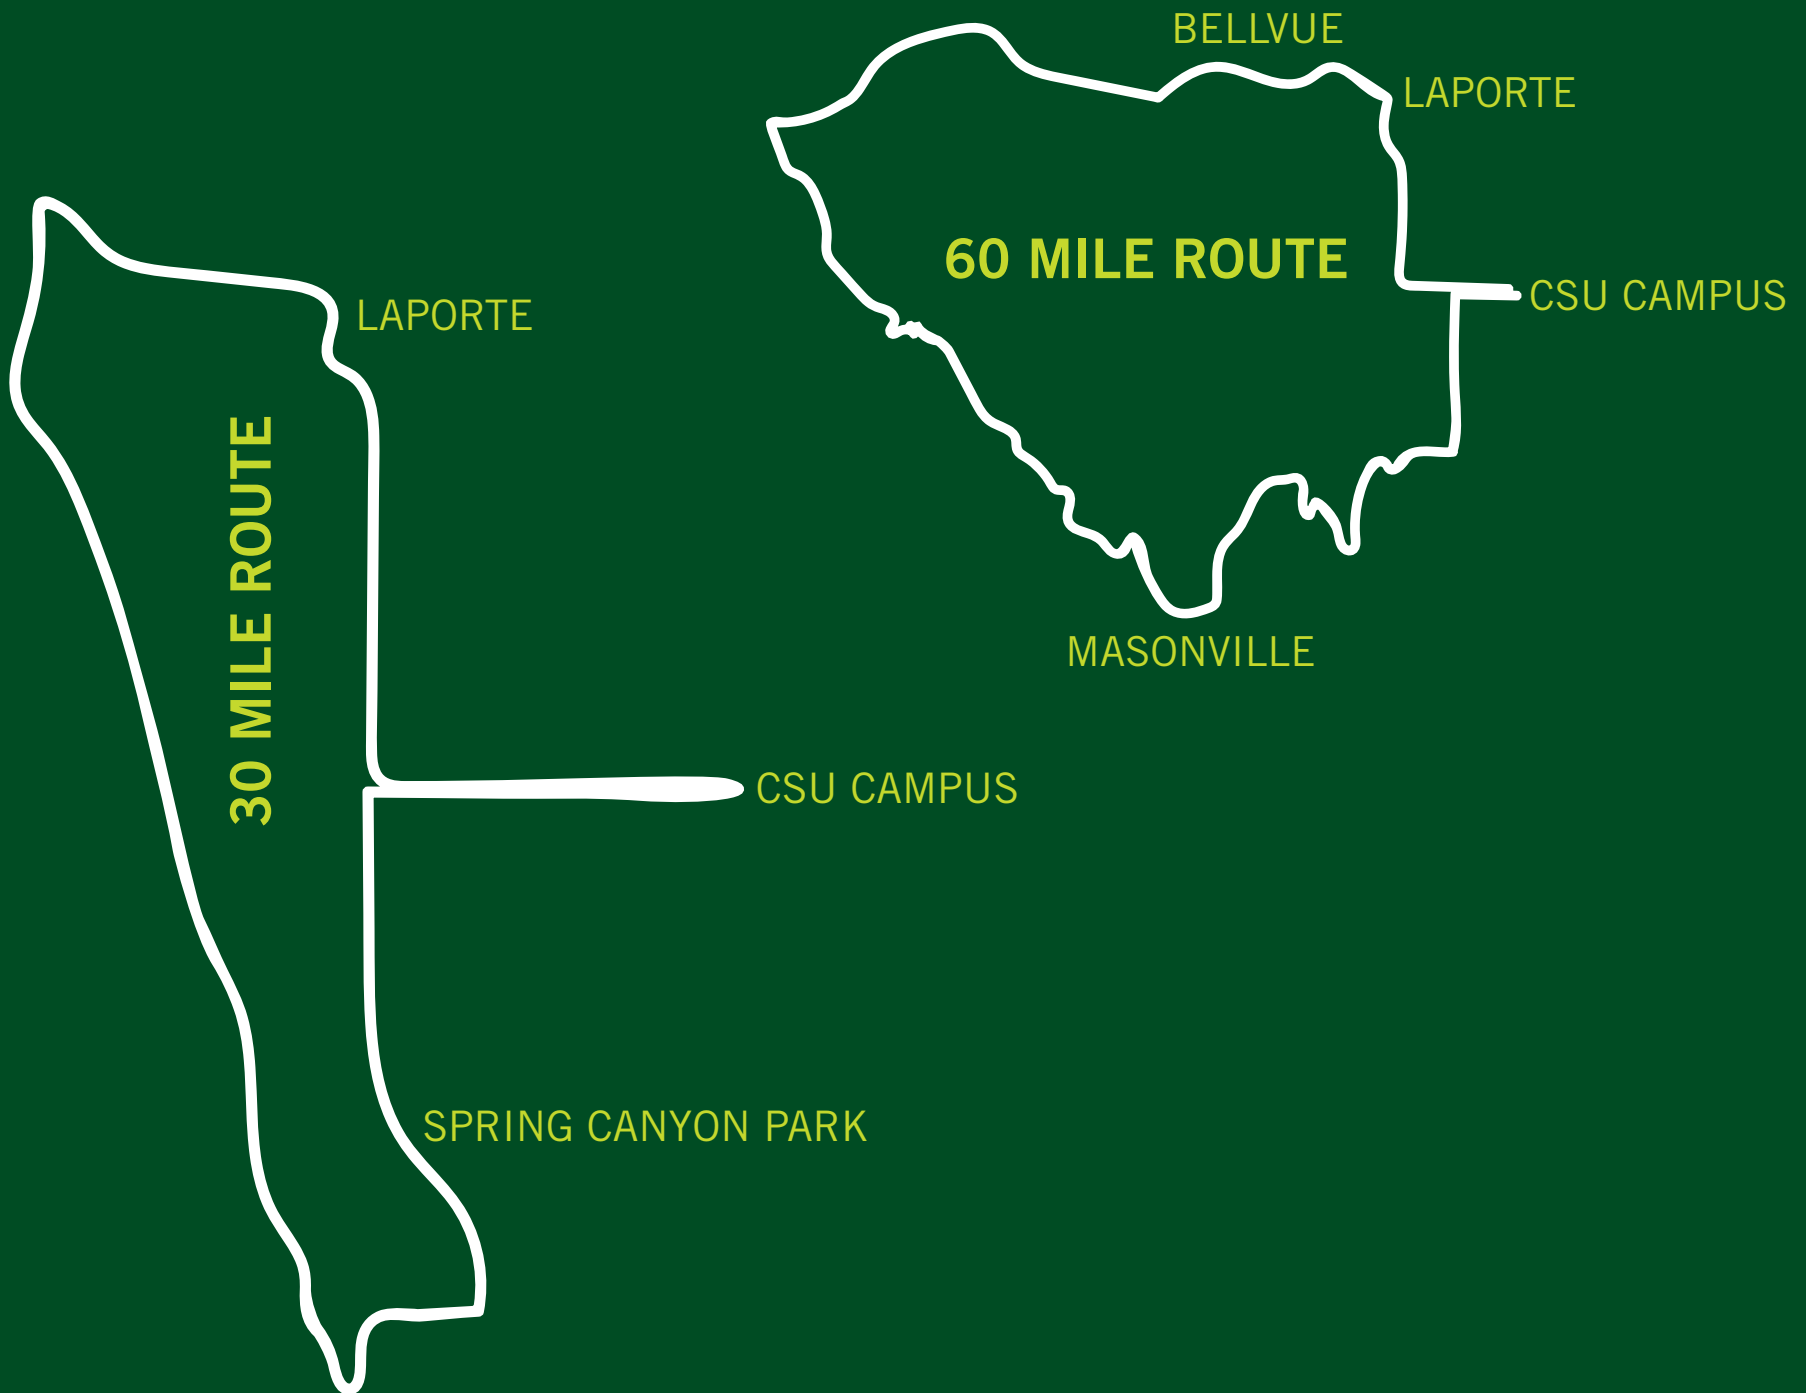 BELLVUE
LAPORTE
60 MILE ROUTE
CSU CAMPUS
MASONVILLE
LAPORTE
30 MILE ROUTE
CSU CAMPUS
SPRING CANYON PARK